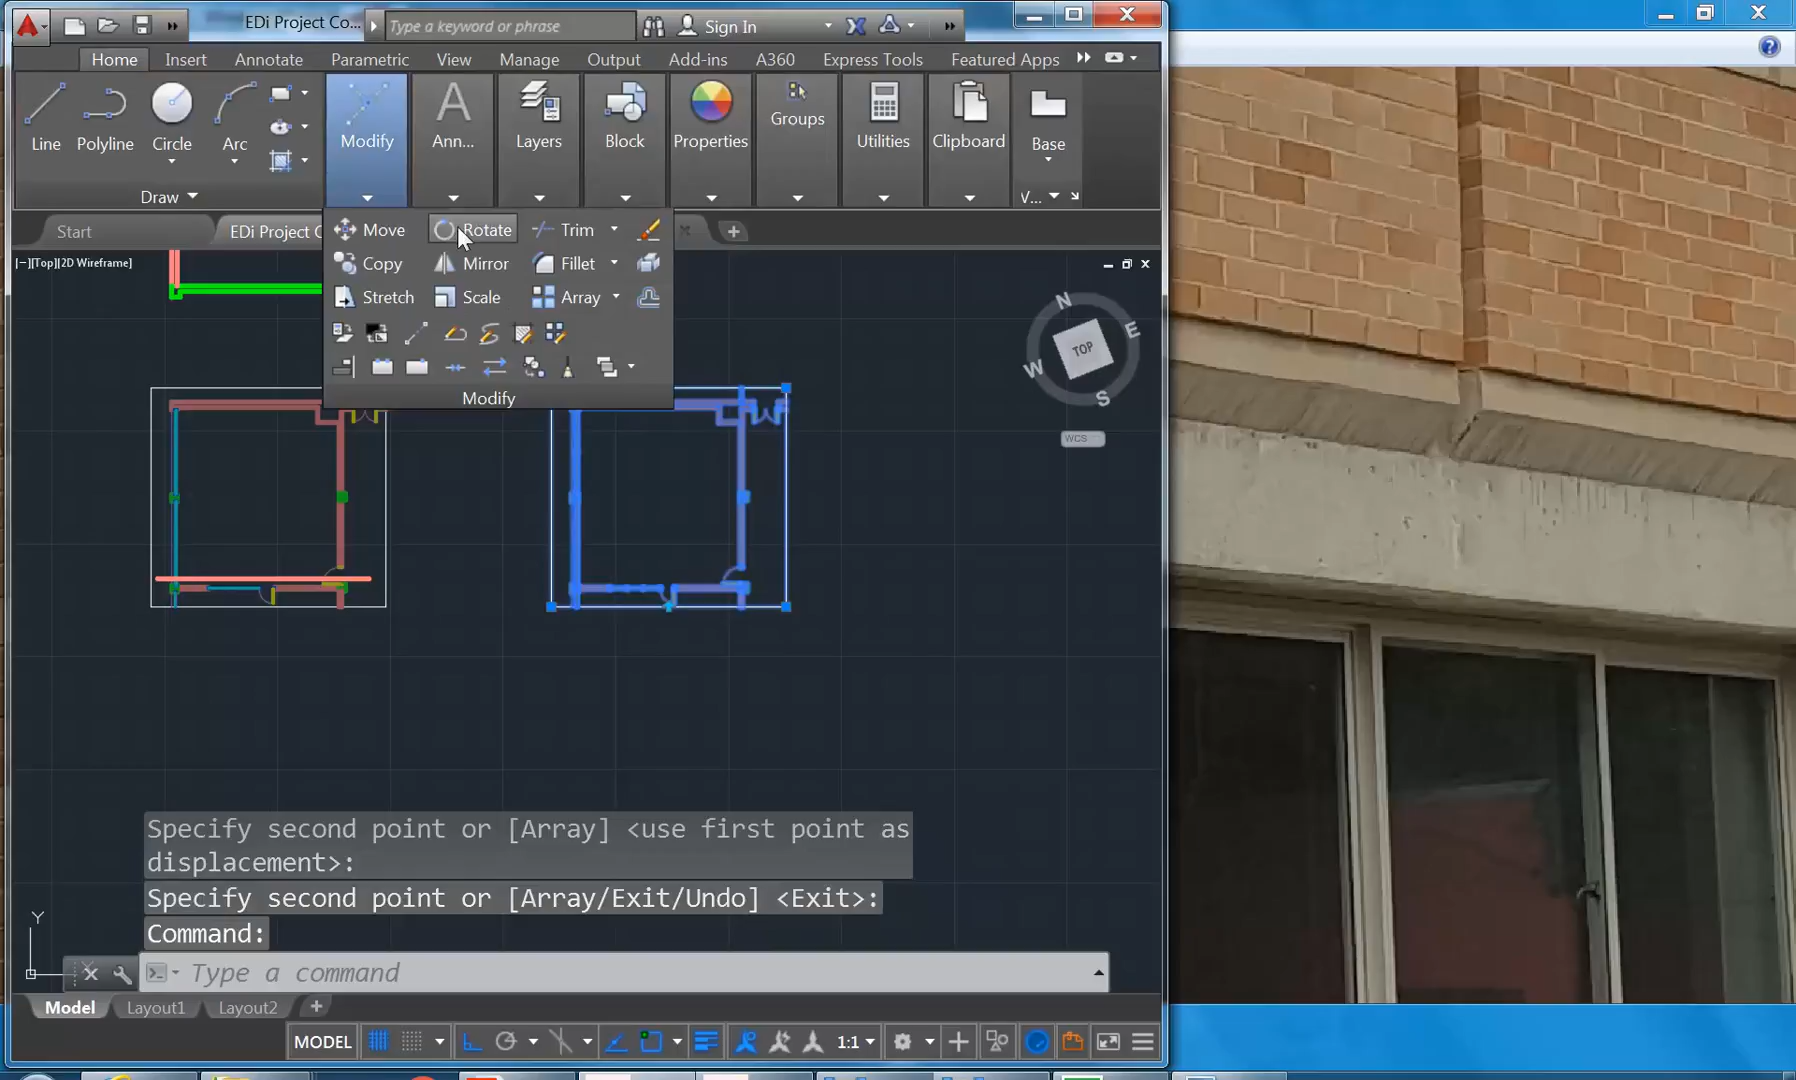 EDi Project Co...
Type a keyword or phrase
Sign In
Home Insert Annotate Parametric View Manage Output Add-ins A360 Express Tools Featured Apps
Line Polyline Circle Arc
Modify
Ann...
Layers
Block
Properties
Groups
Utilities
Clipboard
Base
Draw
V...
Start
EDi Project C
Move Rotate Trim
Copy Mirror Fillet
Stretch Scale Array
Modify
[−][Top][2D Wireframe]
N
E
TOP
W
S
WCS
Specify second point or [Array] <use first point as
displacement>:
Specify second point or [Array/Exit/Undo] <Exit>:
Command:
Y
X
Type a command
Model Layout1 Layout2
MODEL
1:1